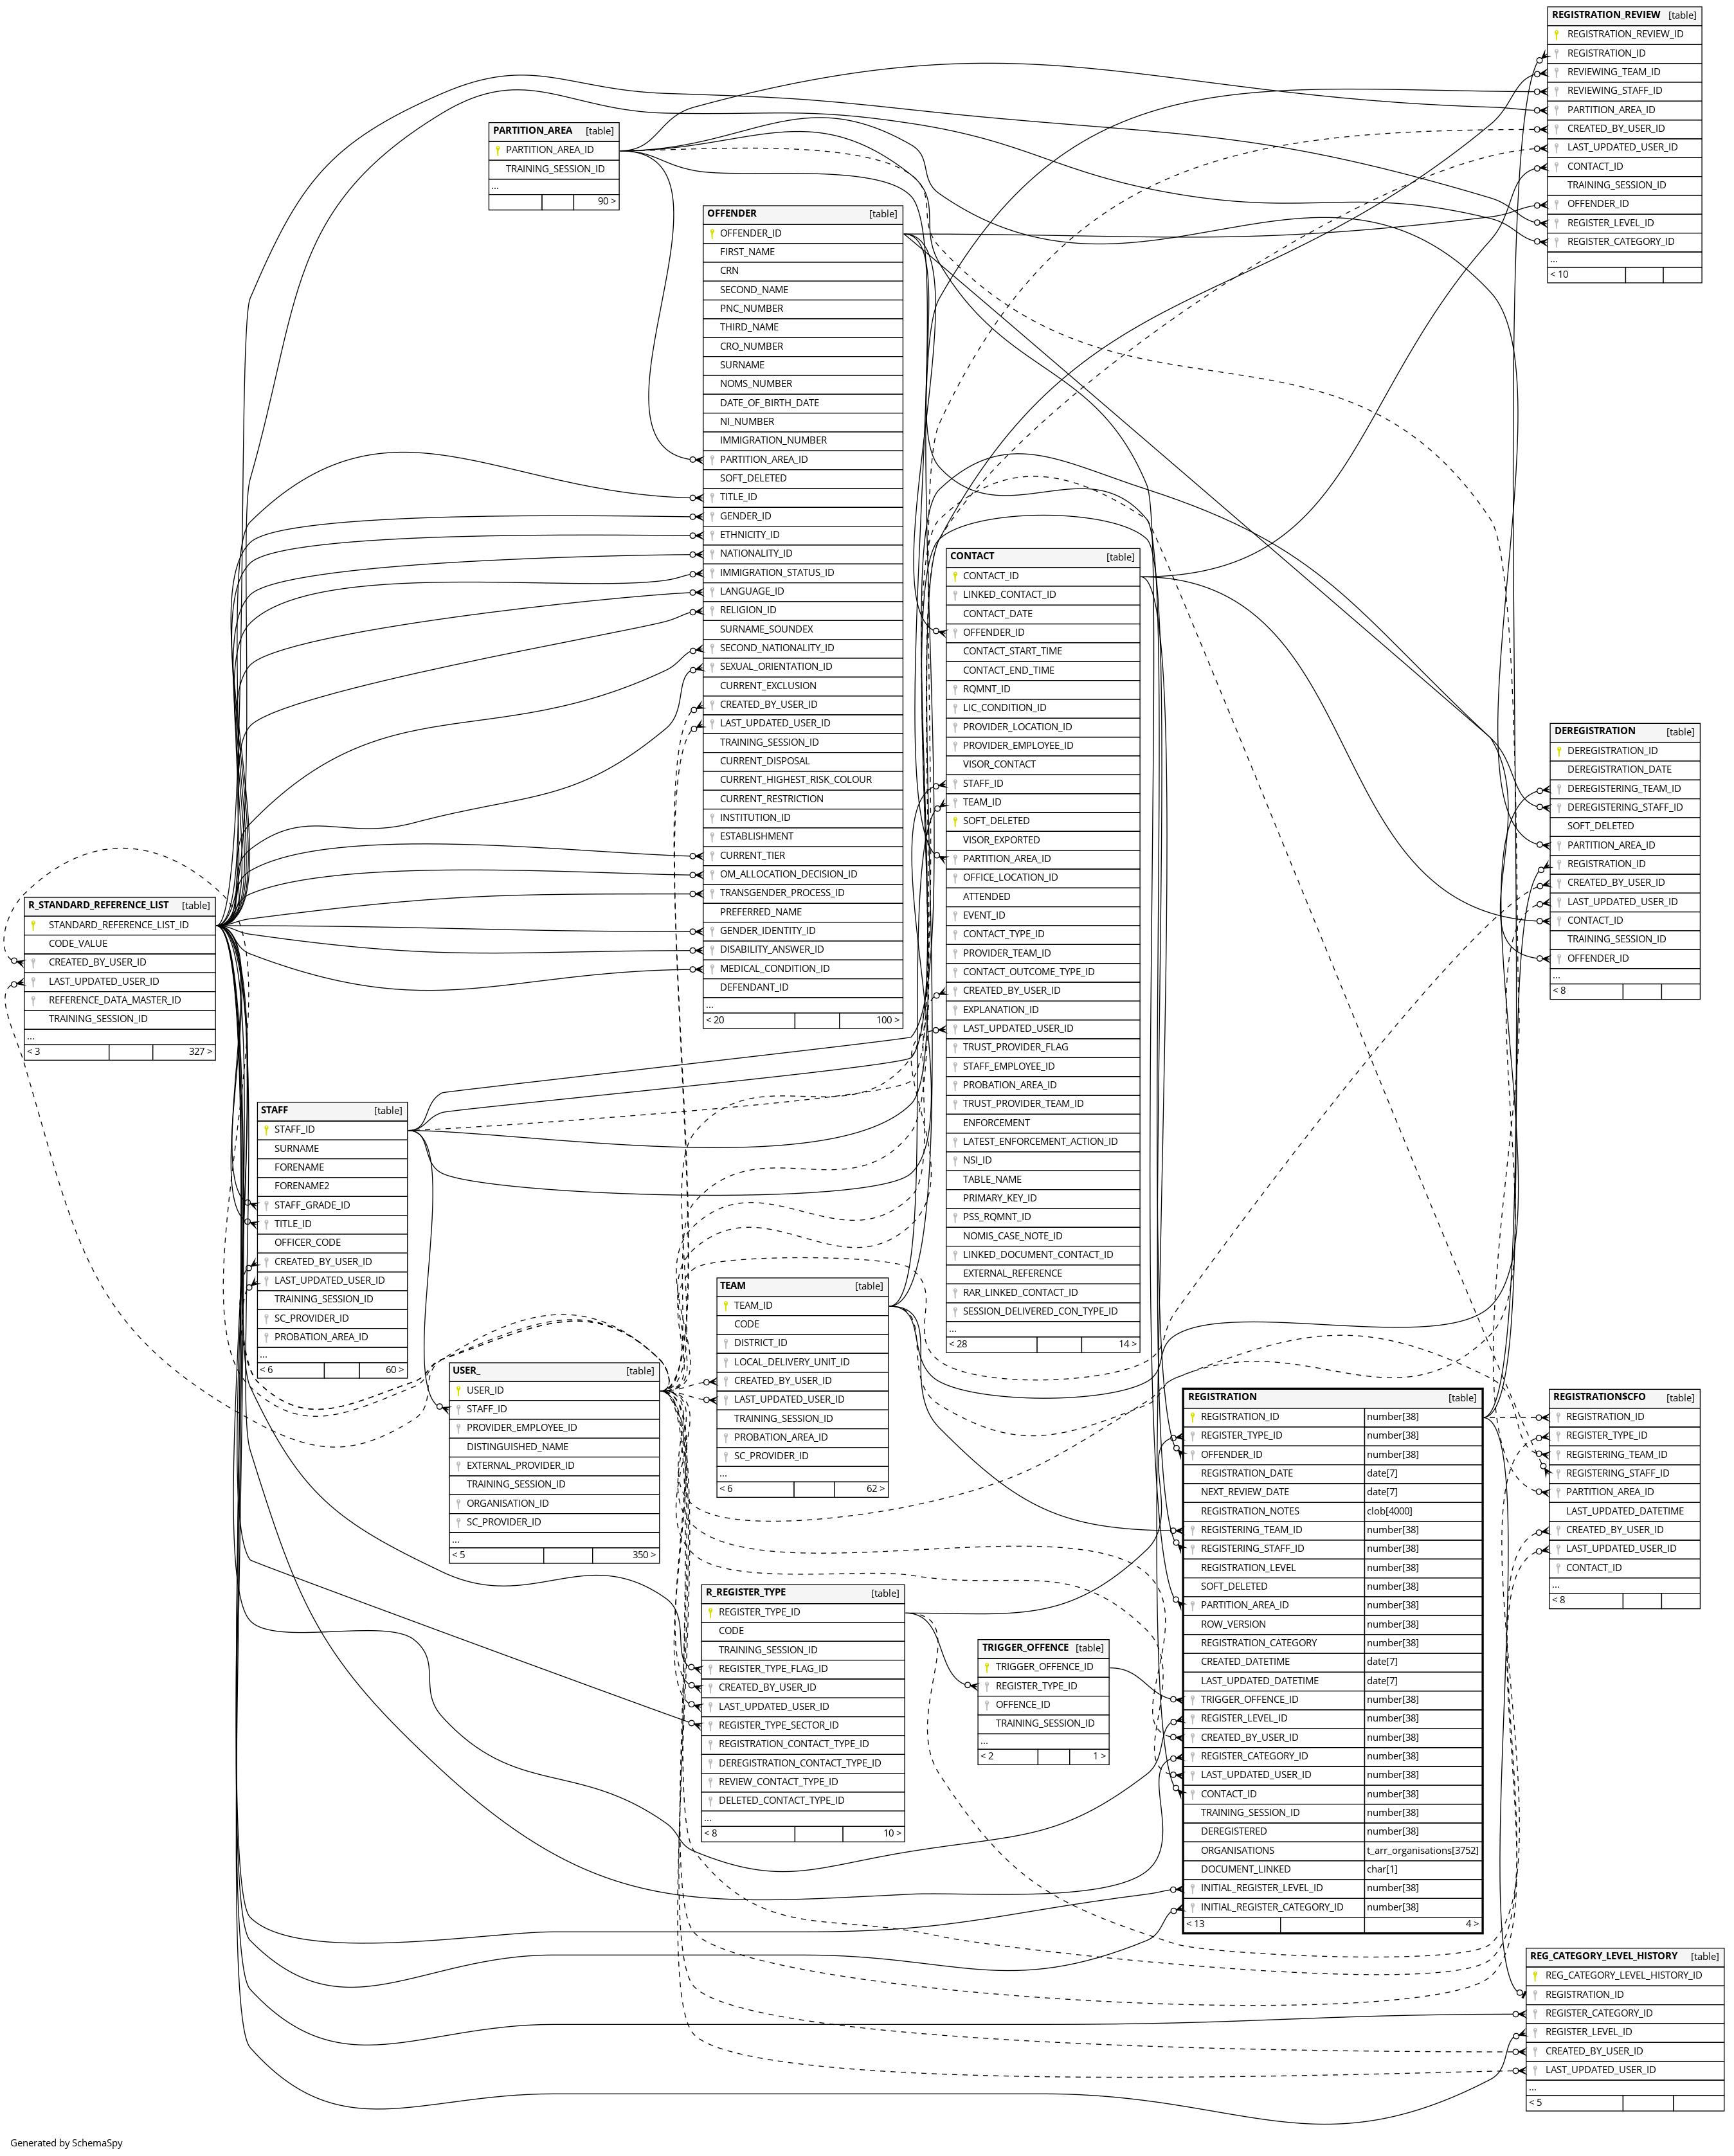 REGISTRATION_REVIEW [table]
REGISTRATION_REVIEW_ID
REGISTRATION_ID
REVIEWING_TEAM_ID
REVIEWING_STAFF_ID
PARTITION_AREA_ID
CREATED_BY_USER_ID
LAST_UPDATED_USER_ID
CONTACT_ID
TRAINING_SESSION_ID
OFFENDER_ID
REGISTER_LEVEL_ID
REGISTER_CATEGORY_ID
...
< 10
PARTITION_AREA [table]
PARTITION_AREA_ID
TRAINING_SESSION_ID
...
90 >
OFFENDER [table]
OFFENDER_ID
FIRST_NAME
CRN
SECOND_NAME
PNC_NUMBER
THIRD_NAME
CRO_NUMBER
SURNAME
NOMS_NUMBER
DATE_OF_BIRTH_DATE
NI_NUMBER
IMMIGRATION_NUMBER
PARTITION_AREA_ID
SOFT_DELETED
TITLE_ID
GENDER_ID
ETHNICITY_ID
NATIONALITY_ID
IMMIGRATION_STATUS_ID
LANGUAGE_ID
RELIGION_ID
SURNAME_SOUNDEX
SECOND_NATIONALITY_ID
SEXUAL_ORIENTATION_ID
CURRENT_EXCLUSION
CREATED_BY_USER_ID
LAST_UPDATED_USER_ID
TRAINING_SESSION_ID
CURRENT_DISPOSAL
CURRENT_HIGHEST_RISK_COLOUR
CURRENT_RESTRICTION
INSTITUTION_ID
ESTABLISHMENT
CURRENT_TIER
OM_ALLOCATION_DECISION_ID
TRANSGENDER_PROCESS_ID
PREFERRED_NAME
GENDER_IDENTITY_ID
DISABILITY_ANSWER_ID
MEDICAL_CONDITION_ID
DEFENDANT_ID
...
< 20 100 >
CONTACT [table]
CONTACT_ID
LINKED_CONTACT_ID
CONTACT_DATE
OFFENDER_ID
CONTACT_START_TIME
CONTACT_END_TIME
RQMNT_ID
LIC_CONDITION_ID
PROVIDER_LOCATION_ID
PROVIDER_EMPLOYEE_ID
VISOR_CONTACT
STAFF_ID
TEAM_ID
SOFT_DELETED
VISOR_EXPORTED
PARTITION_AREA_ID
OFFICE_LOCATION_ID
ATTENDED
EVENT_ID
CONTACT_TYPE_ID
PROVIDER_TEAM_ID
CONTACT_OUTCOME_TYPE_ID
CREATED_BY_USER_ID
EXPLANATION_ID
LAST_UPDATED_USER_ID
TRUST_PROVIDER_FLAG
STAFF_EMPLOYEE_ID
PROBATION_AREA_ID
TRUST_PROVIDER_TEAM_ID
ENFORCEMENT
LATEST_ENFORCEMENT_ACTION_ID
NSI_ID
TABLE_NAME
PRIMARY_KEY_ID
PSS_RQMNT_ID
NOMIS_CASE_NOTE_ID
LINKED_DOCUMENT_CONTACT_ID
EXTERNAL_REFERENCE
RAR_LINKED_CONTACT_ID
SESSION_DELIVERED_CON_TYPE_ID
...
< 28 14 >
DEREGISTRATION [table]
DEREGISTRATION_ID
DEREGISTRATION_DATE
DEREGISTERING_TEAM_ID
DEREGISTERING_STAFF_ID
SOFT_DELETED
PARTITION_AREA_ID
REGISTRATION_ID
CREATED_BY_USER_ID
LAST_UPDATED_USER_ID
CONTACT_ID
TRAINING_SESSION_ID
OFFENDER_ID
...
< 8
R_STANDARD_REFERENCE_LIST [table]
STANDARD_REFERENCE_LIST_ID
CODE_VALUE
CREATED_BY_USER_ID
LAST_UPDATED_USER_ID
REFERENCE_DATA_MASTER_ID
TRAINING_SESSION_ID
...
< 3 327 >
STAFF [table]
STAFF_ID
SURNAME
FORENAME
FORENAME2
STAFF_GRADE_ID
TITLE_ID
OFFICER_CODE
CREATED_BY_USER_ID
LAST_UPDATED_USER_ID
TRAINING_SESSION_ID
SC_PROVIDER_ID
PROBATION_AREA_ID
...
< 6 60 >
USER_ [table]
USER_ID
STAFF_ID
PROVIDER_EMPLOYEE_ID
DISTINGUISHED_NAME
EXTERNAL_PROVIDER_ID
TRAINING_SESSION_ID
ORGANISATION_ID
SC_PROVIDER_ID
...
< 5 350 >
TEAM [table]
TEAM_ID
CODE
DISTRICT_ID
LOCAL_DELIVERY_UNIT_ID
CREATED_BY_USER_ID
LAST_UPDATED_USER_ID
TRAINING_SESSION_ID
PROBATION_AREA_ID
SC_PROVIDER_ID
...
< 6 62 >
R_REGISTER_TYPE [table]
REGISTER_TYPE_ID
CODE
TRAINING_SESSION_ID
REGISTER_TYPE_FLAG_ID
CREATED_BY_USER_ID
LAST_UPDATED_USER_ID
REGISTER_TYPE_SECTOR_ID
REGISTRATION_CONTACT_TYPE_ID
DEREGISTRATION_CONTACT_TYPE_ID
REVIEW_CONTACT_TYPE_ID
DELETED_CONTACT_TYPE_ID
...
< 8 10 >
TRIGGER_OFFENCE [table]
TRIGGER_OFFENCE_ID
REGISTER_TYPE_ID
OFFENCE_ID
TRAINING_SESSION_ID
...
< 2 1 >
REGISTRATION [table]
REGISTRATION_ID number[38]
REGISTER_TYPE_ID number[38]
OFFENDER_ID number[38]
REGISTRATION_DATE date[7]
NEXT_REVIEW_DATE date[7]
REGISTRATION_NOTES clob[4000]
REGISTERING_TEAM_ID number[38]
REGISTERING_STAFF_ID number[38]
REGISTRATION_LEVEL number[38]
SOFT_DELETED number[38]
PARTITION_AREA_ID number[38]
ROW_VERSION number[38]
REGISTRATION_CATEGORY number[38]
CREATED_DATETIME date[7]
LAST_UPDATED_DATETIME date[7]
TRIGGER_OFFENCE_ID number[38]
REGISTER_LEVEL_ID number[38]
CREATED_BY_USER_ID number[38]
REGISTER_CATEGORY_ID number[38]
LAST_UPDATED_USER_ID number[38]
CONTACT_ID number[38]
TRAINING_SESSION_ID number[38]
DEREGISTERED number[38]
ORGANISATIONS t_arr_organisations[3752]
DOCUMENT_LINKED char[1]
INITIAL_REGISTER_LEVEL_ID number[38]
INITIAL_REGISTER_CATEGORY_ID number[38]
< 13 4 >
REGISTRATION$CFO [table]
REGISTRATION_ID
REGISTER_TYPE_ID
REGISTERING_TEAM_ID
REGISTERING_STAFF_ID
PARTITION_AREA_ID
LAST_UPDATED_DATETIME
CREATED_BY_USER_ID
LAST_UPDATED_USER_ID
CONTACT_ID
...
< 8
REG_CATEGORY_LEVEL_HISTORY [table]
REG_CATEGORY_LEVEL_HISTORY_ID
REGISTRATION_ID
REGISTER_CATEGORY_ID
REGISTER_LEVEL_ID
CREATED_BY_USER_ID
LAST_UPDATED_USER_ID
...
< 5
Generated by SchemaSpy